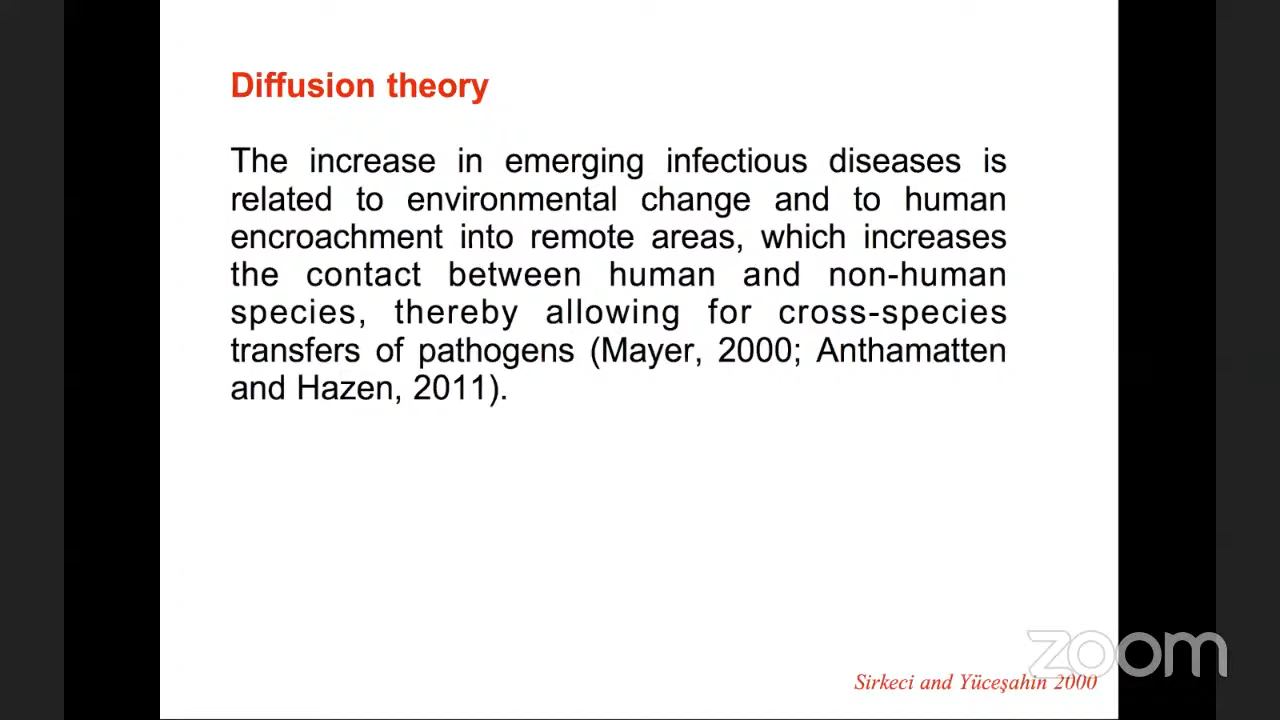 Diffusion theory
The increase in emerging infectious diseases is
related to environmental change and to human
encroachment into remote areas, which increases
the contact between human and non-human
species, thereby allowing for cross-species
transfers of pathogens (Mayer, 2000; Anthamatten
and Hazen, 2011).
zoom
Sirkeci and Yüceşahin 2000